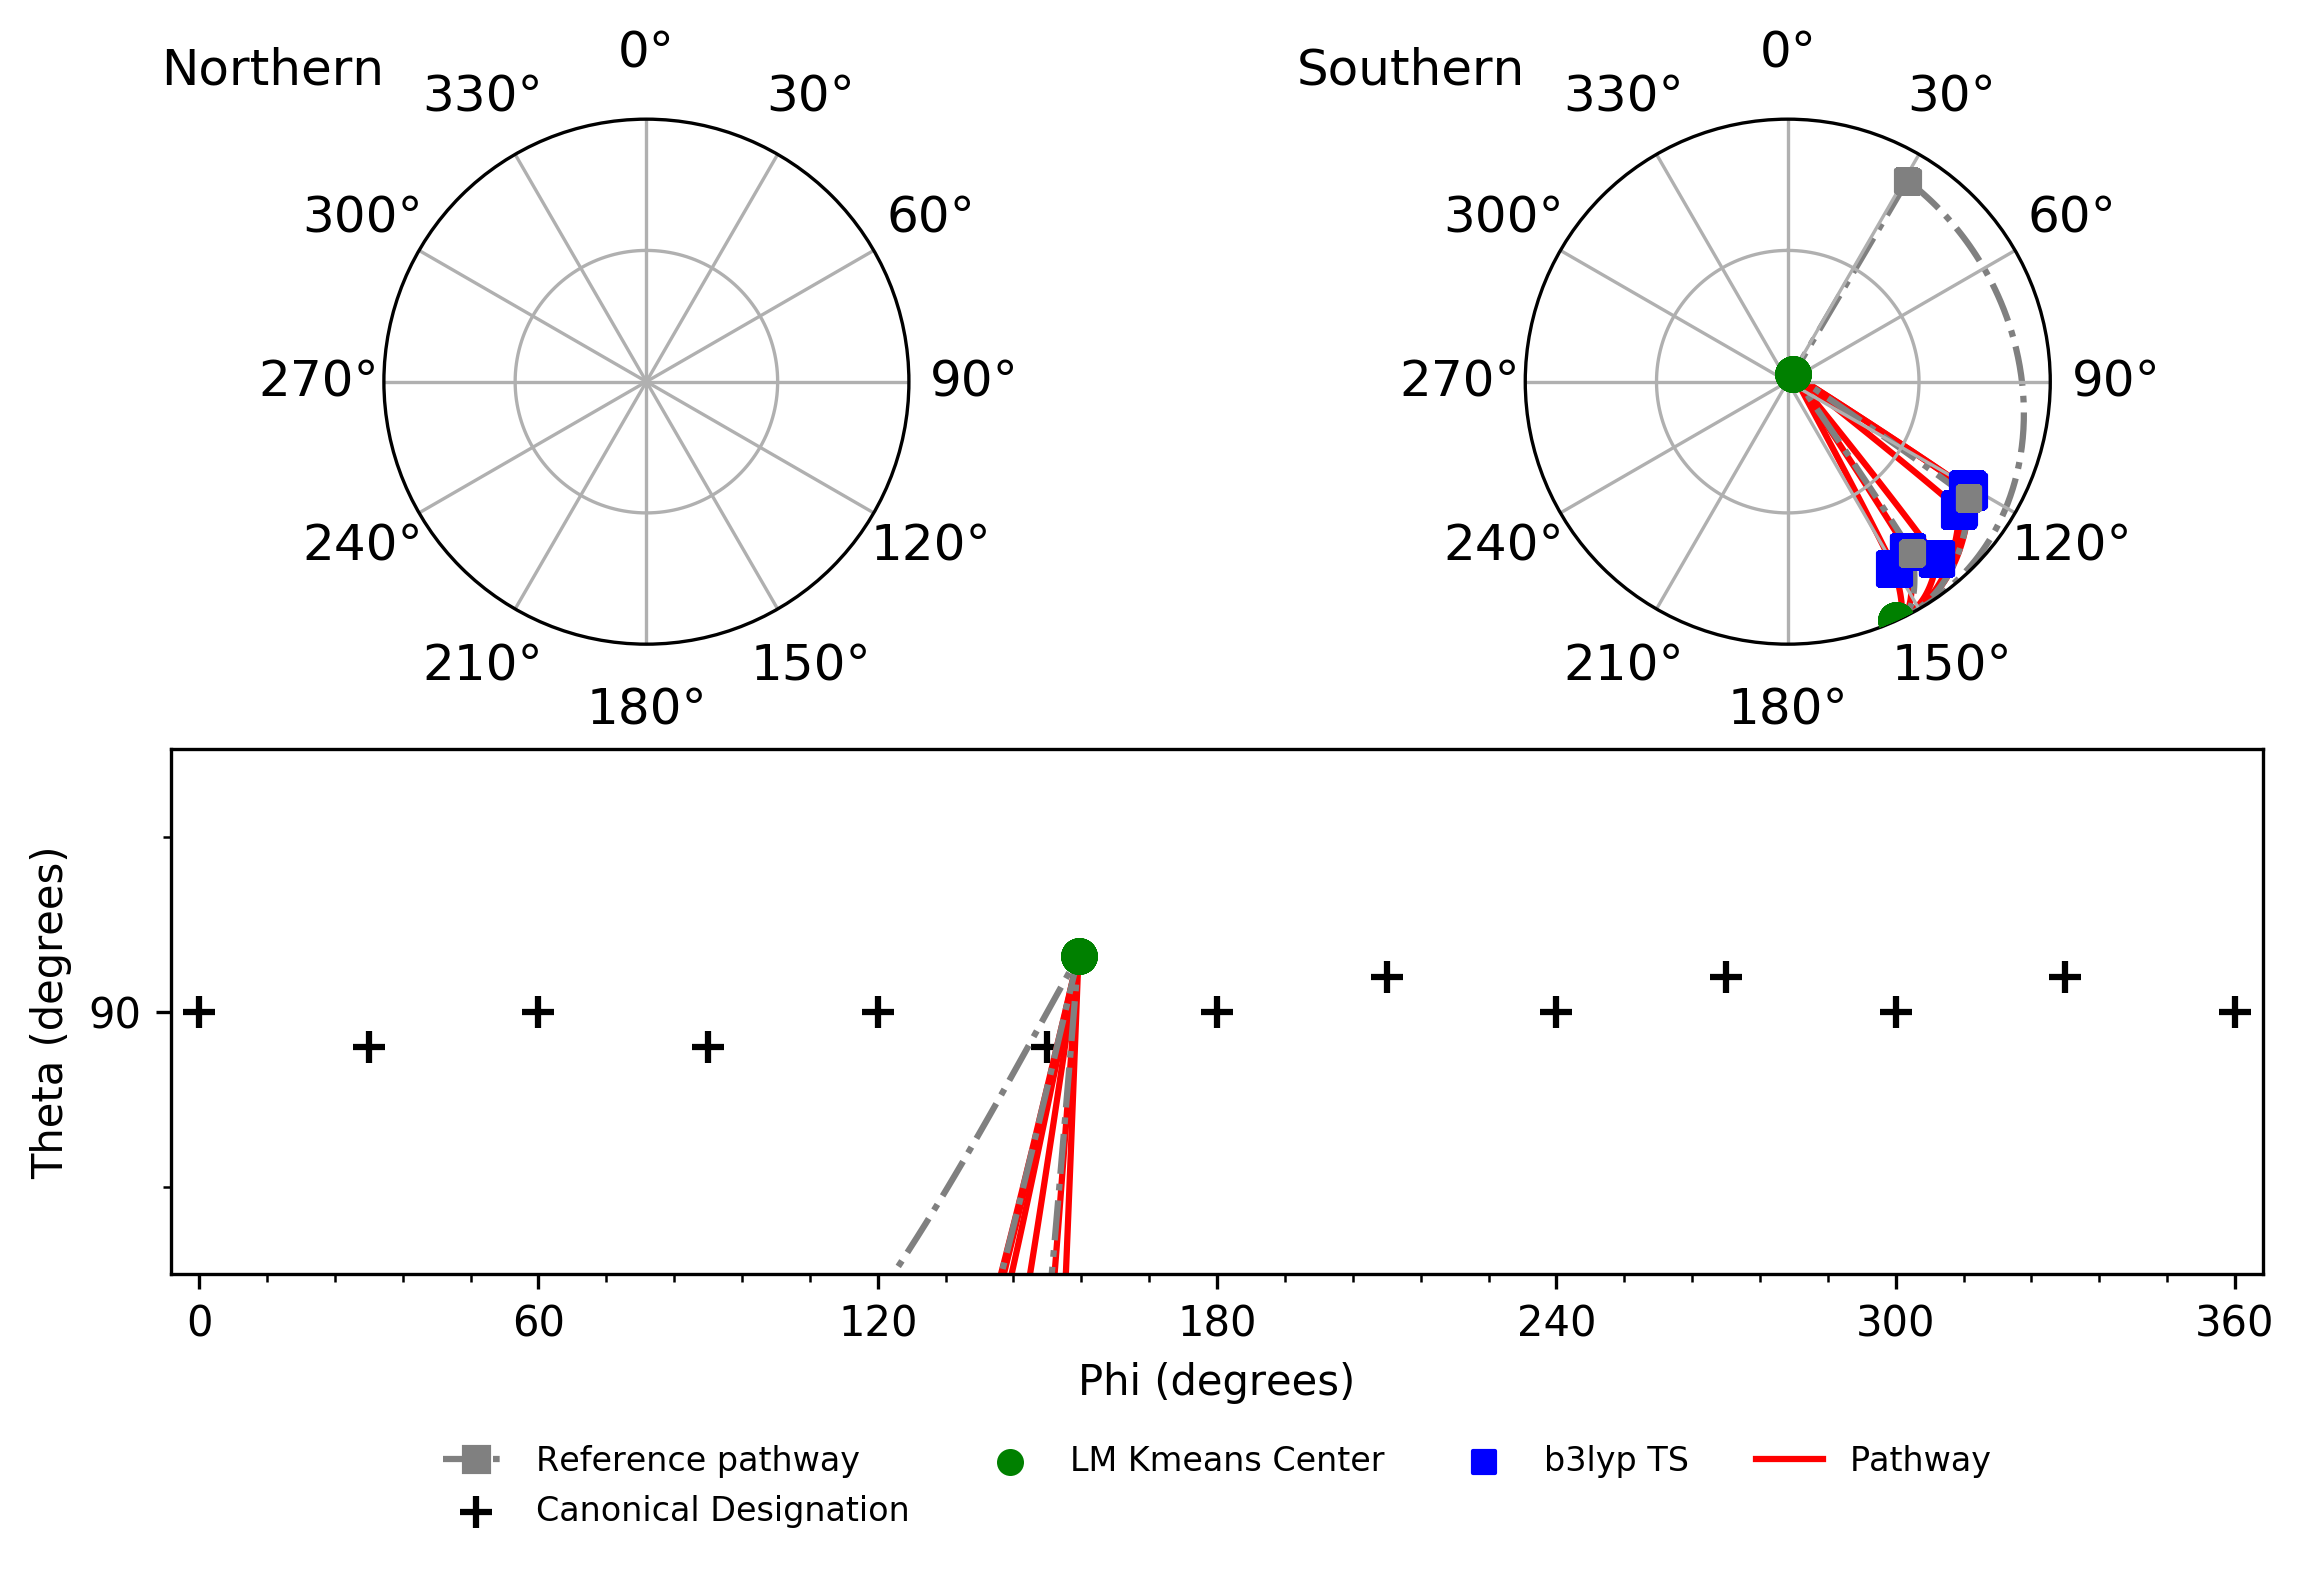 Northern
0°
30°
60°
90°
120°
150°
180°
210°
240°
270°
300°
330°
Southern
0°
30°
60°
90°
120°
150°
180°
210°
240°
270°
300°
330°
Theta (degrees)
90
0 60 120 180 240 300 360
Phi (degrees)
Reference pathway
Canonical Designation
LM Kmeans Center
b3lyp TS
Pathway